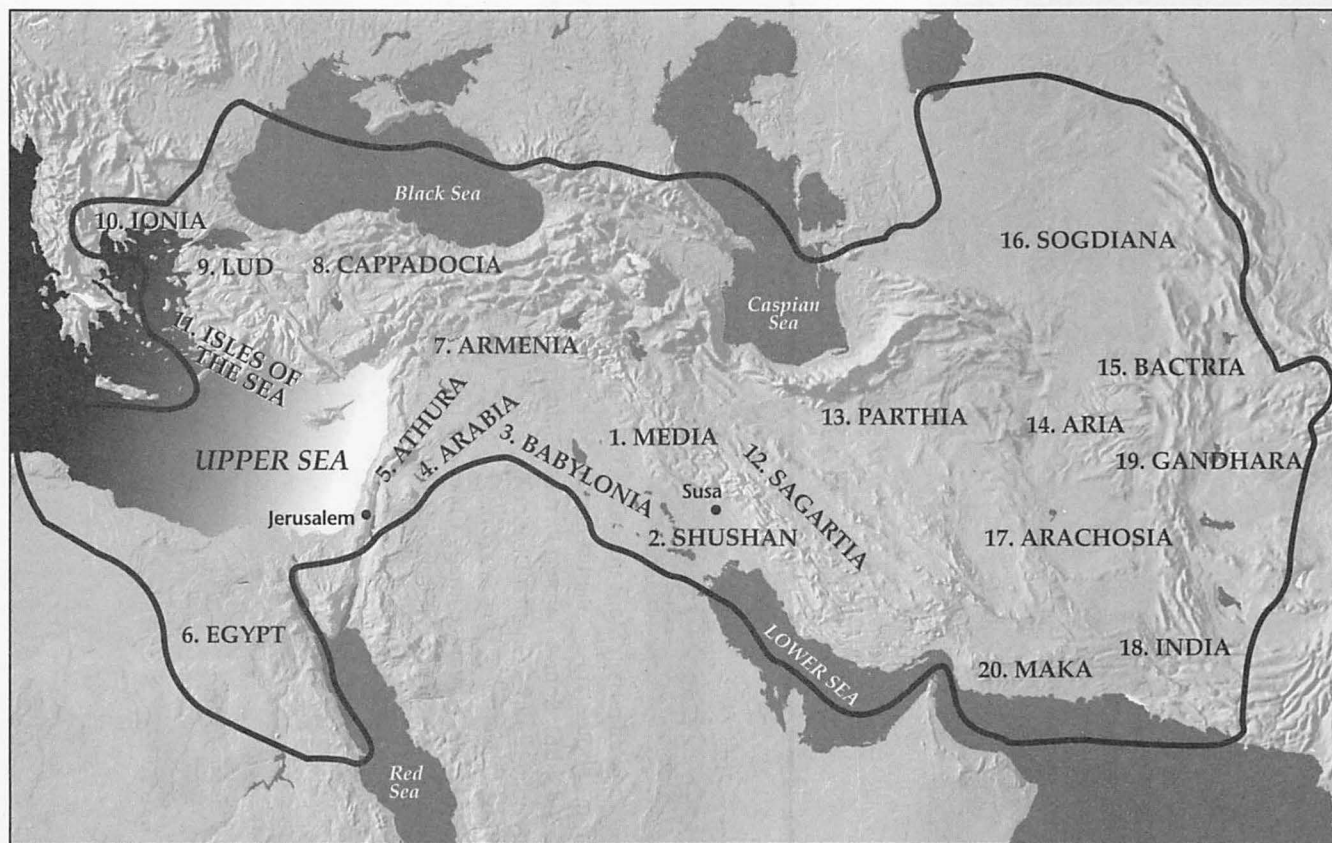 Black Sea
10. IONIA
16. SOGDIANA
9. LUD
8. CAPPADOCIA
Caspian
Sea
11. ISLES OF
THE SEA
7. ARMENIA
15. BACTRIA
13. PARTHIA
14. ARIA
5. ATHURA
4. ARABIA
3. BABYLONIA
1. MEDIA
12. SAGARTIA
19. GANDHARA
UPPER SEA
Susa
Jerusalem
2. SHUSHAN
17. ARACHOSIA
6. EGYPT
LOWER SEA
18. INDIA
20. MAKA
Red
Sea